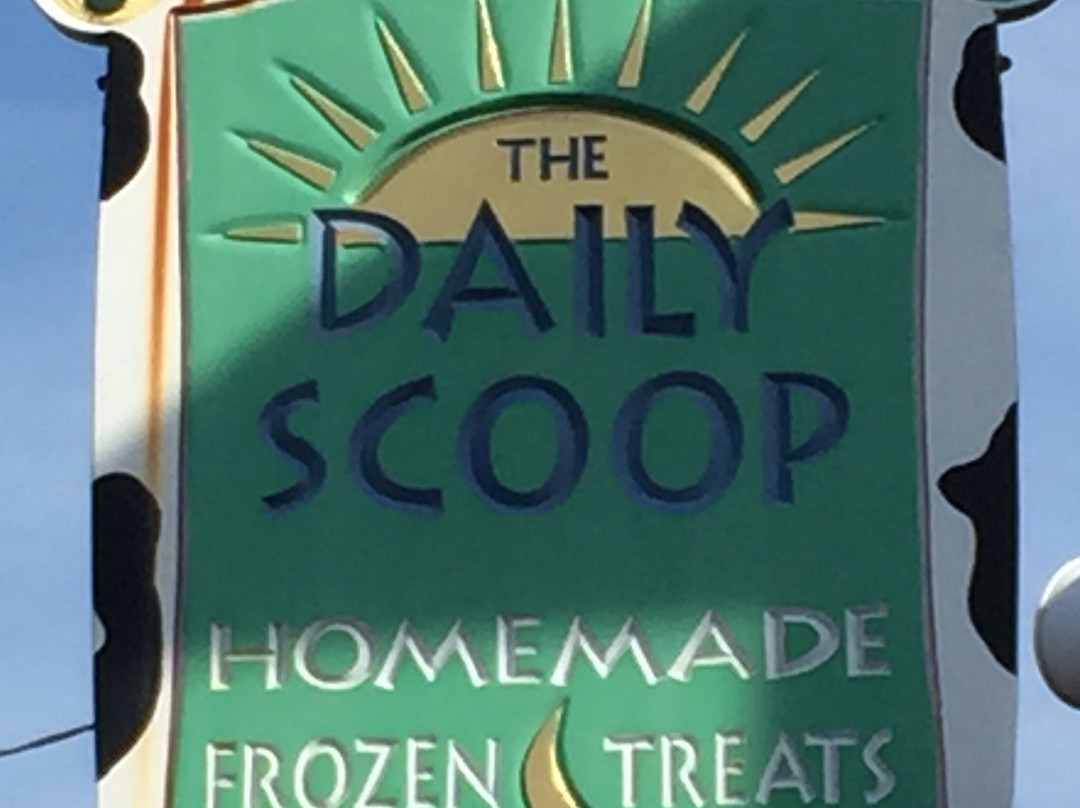 THE
DAILY
SCOOP
HOMEMADE
FROZEN TREATS